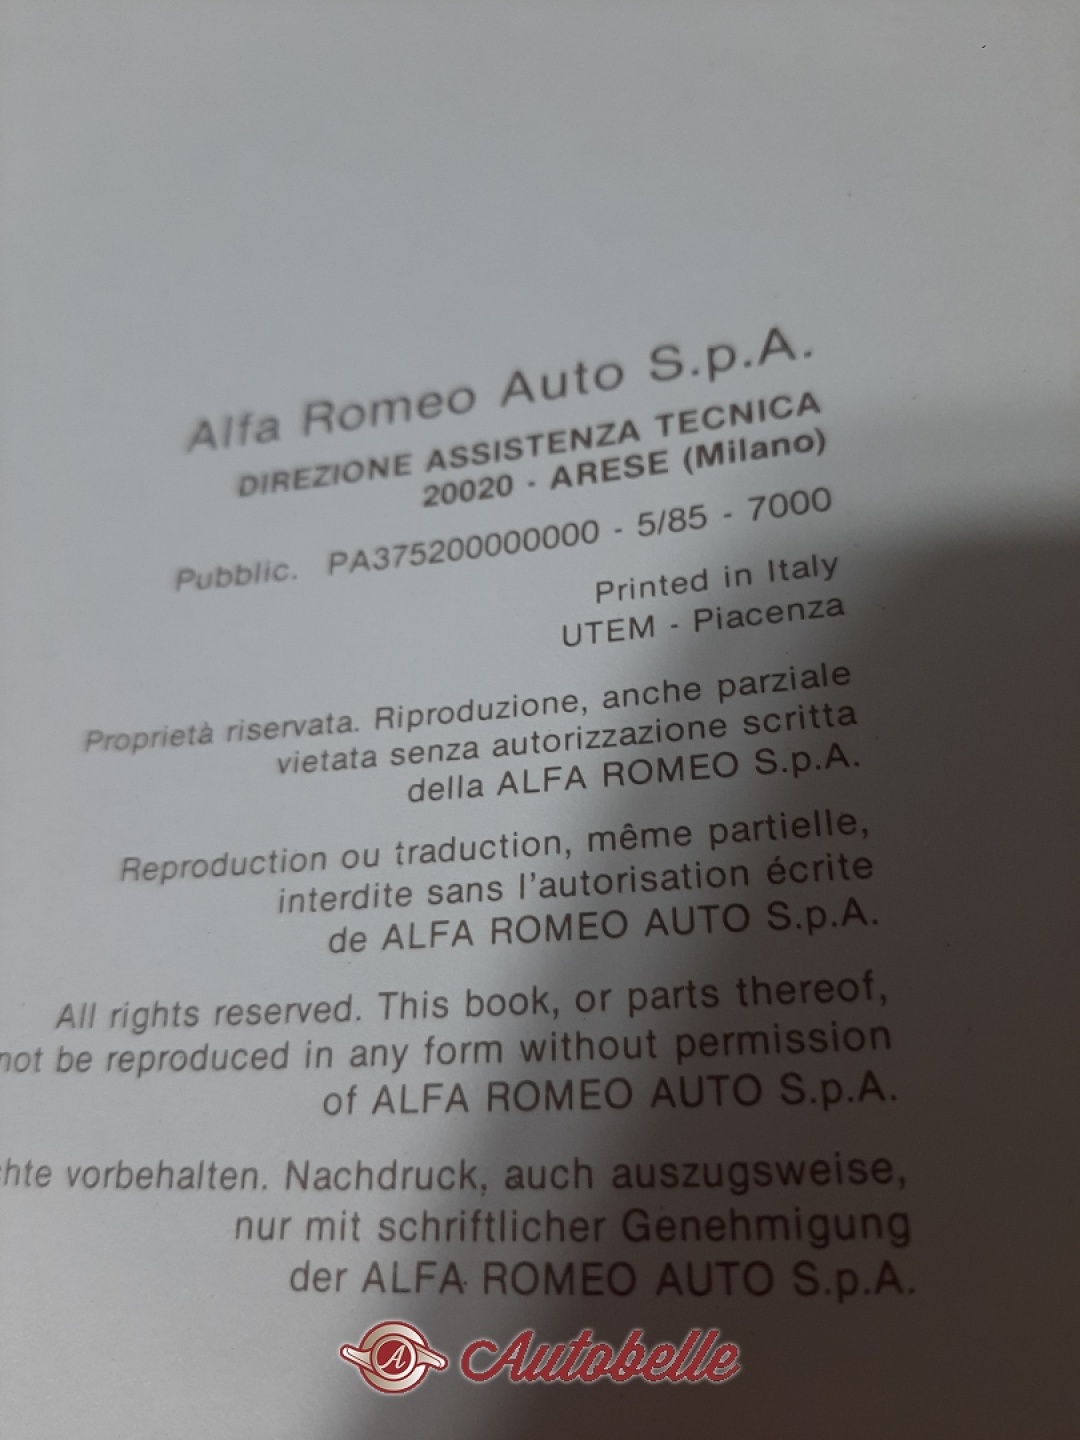 Alfa Romeo Auto S.p.A.
DIREZIONE ASSISTENZA TECNICA
20020 - ARESE (Milano)
Pubblic. PA375200000000 - 5/85 - 7000
Printed in Italy
UTEM - Piacenza
Proprietà riservata. Riproduzione, anche parziale
vietata senza autorizzazione scritta
della ALFA ROMEO S.p.A.
Reproduction ou traduction, même partielle,
interdite sans l'autorisation écrite
de ALFA ROMEO AUTO S.p.A.
All rights reserved. This book, or parts thereof,
not be reproduced in any form without permission
of ALFA ROMEO AUTO S.p.A.
chte vorbehalten. Nachdruck, auch auszugsweise,
nur mit schriftlicher Genehmigung
der ALFA ROMEO AUTO S.p.A.
A Autobelle